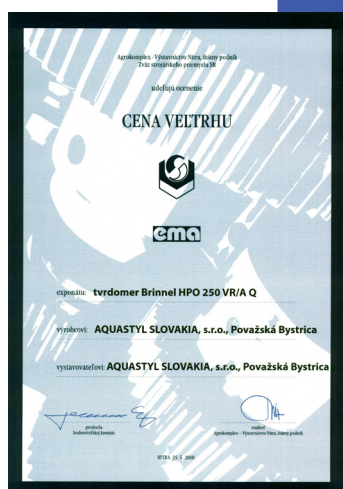 Agrokomplex - Výstavníctvo Nitra, štátny podnik
Zväz strojárskeho priemyslu SR
udeľujú ocenenie
CENA VEĽTRHU
ema
exponátu: tvrdomer Brinnel HPO 250 VR/A Q
výrobcovi: AQUASTYL SLOVAKIA, s.r.o., Považská Bystrica
vystavovateľovi: AQUASTYL SLOVAKIA, s.r.o., Považská Bystrica
predseda
hodnotiteľskej komisie
riaditeľ
Agrokomplex - Výstavníctvo Nitra, štátny podnik
NITRA 23. 5. 2000